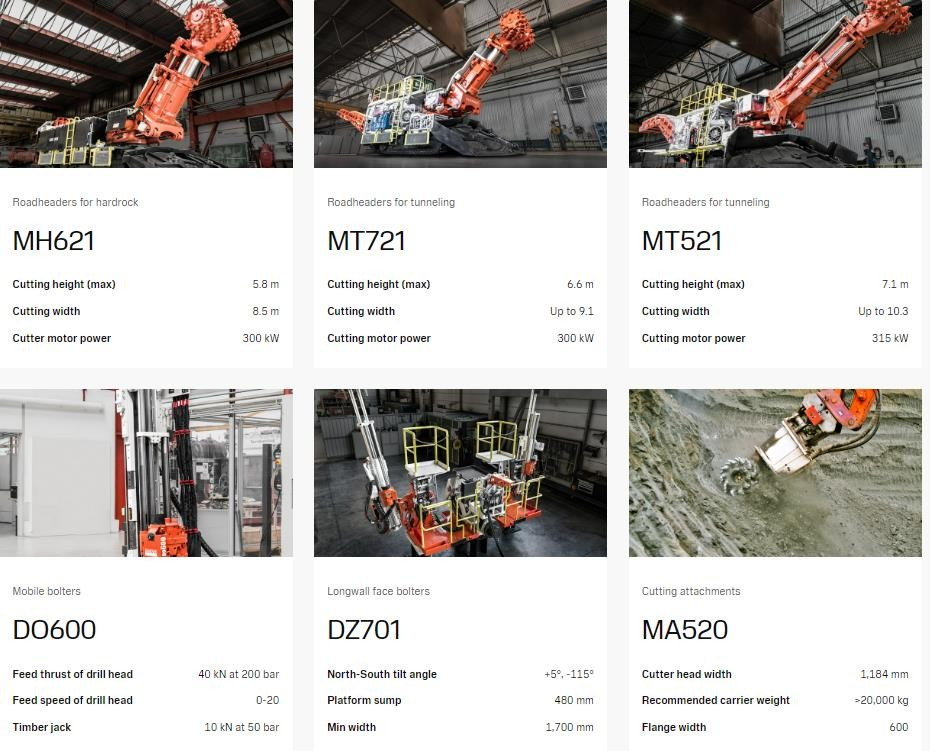 Roadheaders for hardrock
MH621
Cutting height (max) 5.8 m
Cutting width 8.5 m
Cutter motor power 300 kW
Roadheaders for tunneling
MT721
Cutting height (max) 6.6 m
Cutting width Up to 9.1
Cutting motor power 300 kW
Roadheaders for tunneling
MT521
Cutting height (max) 7.1 m
Cutting width Up to 10.3
Cutting motor power 315 kW
Mobile bolters
DO600
Feed thrust of drill head 40 kN at 200 bar
Feed speed of drill head 0-20
Timber jack 10 kN at 50 bar
Longwall face bolters
DZ701
North-South tilt angle +5°, -115°
Platform sump 480 mm
Min width 1,700 mm
Cutting attachments
MA520
Cutter head width 1,184 mm
Recommended carrier weight >20,000 kg
Flange width 600